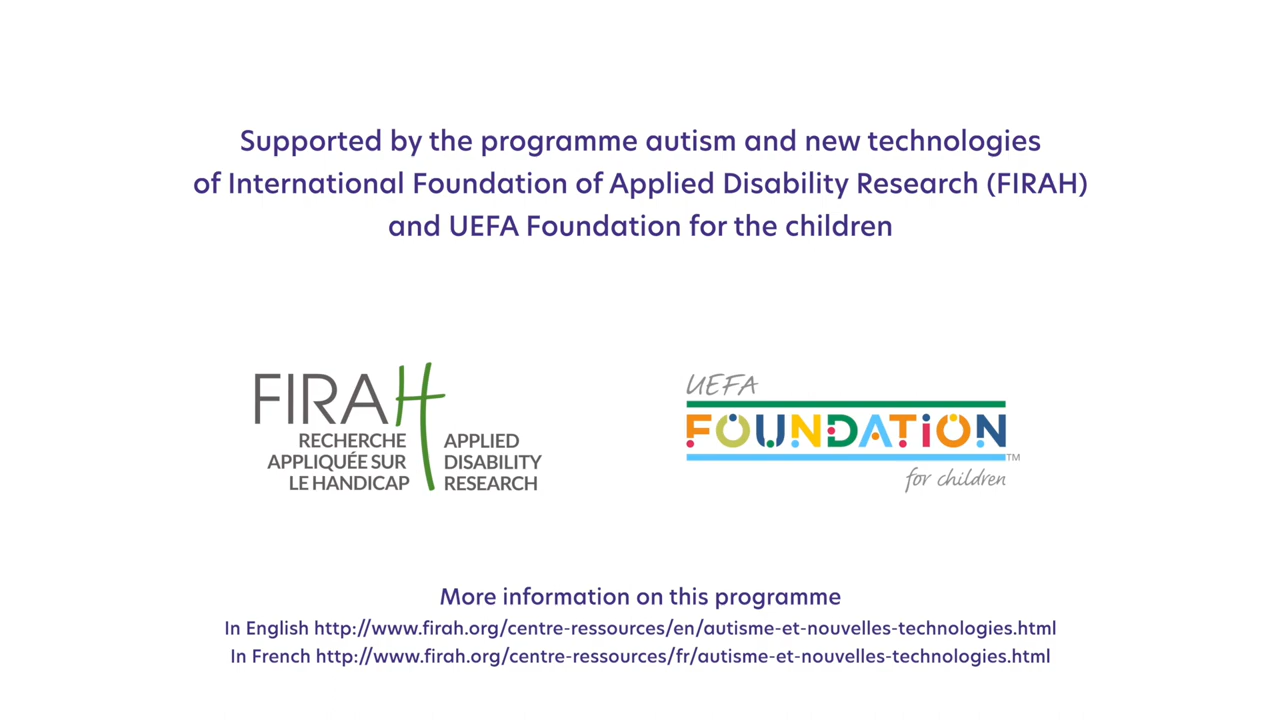 Supported by the programme autism and new technologies
of International Foundation of Applied Disability Research (FIRAH)
and UEFA Foundation for the children
FIRAH
RECHERCHE
APPLIQUÉE SUR
LE HANDICAP
APPLIED
DISABILITY
RESEARCH
UEFA
FOUNDATION
TM
for children
More information on this programme
In English http://www.firah.org/centre-ressources/en/autisme-et-nouvelles-technologies.html
In French http://www.firah.org/centre-ressources/fr/autisme-et-nouvelles-technologies.html